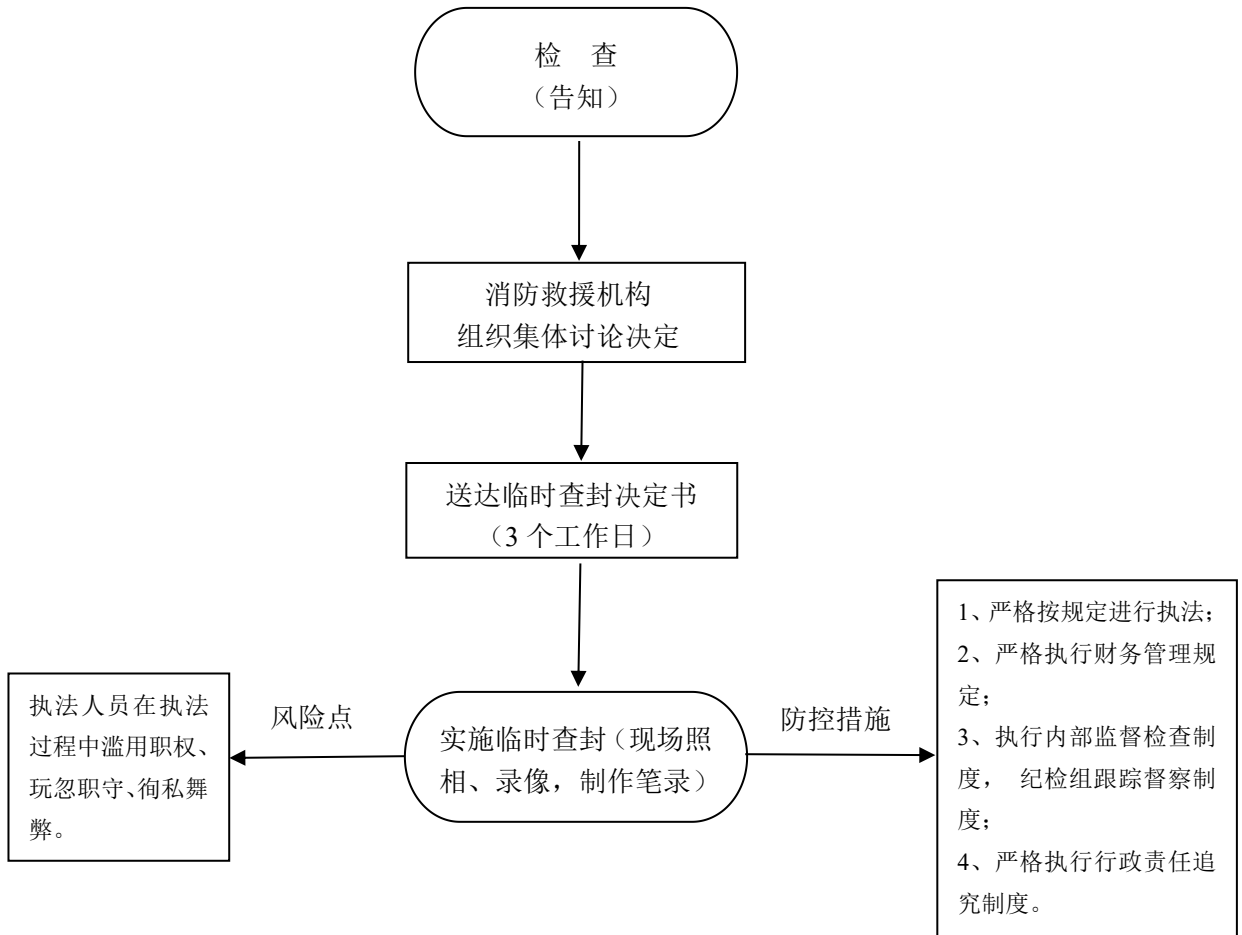 检 查
（告知）
消防救援机构
组织集体讨论决定
送达临时查封决定书
（3 个工作日）
执法人员在执法
过程中滥用职权、
玩忽职守、徇私舞
弊。
风险点
实施临时查封（现场照
相、录像，制作笔录）
防控措施
1、严格按规定进行执法；
2、严格执行财务管理规
定；
3、执行内部监督检查制
度， 纪检组跟踪督察制
度；
4、严格执行行政责任追
究制度。